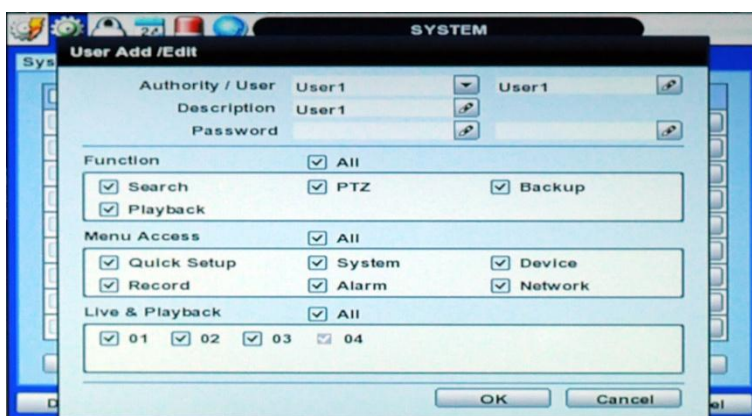 SYSTEM
User Add /Edit
Sys
Authority / User User1 User1
Description User1
Password
Function All
Search PTZ Backup
Playback
Menu Access All
Quick Setup System Device
Record Alarm Network
Live & Playback All
01 02 03 04
OK Cancel
D el